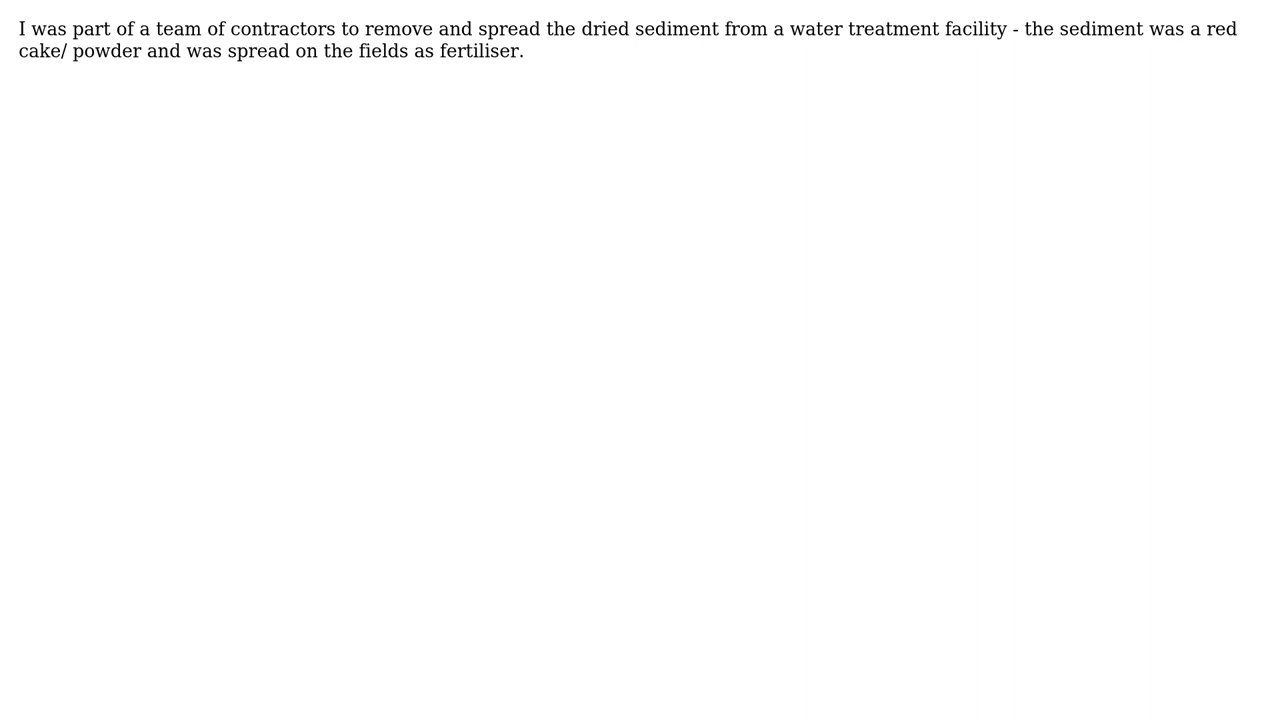 I was part of a team of contractors to remove and spread the dried sediment from a water treatment facility - the sediment was a red
cake/ powder and was spread on the fields as fertiliser.